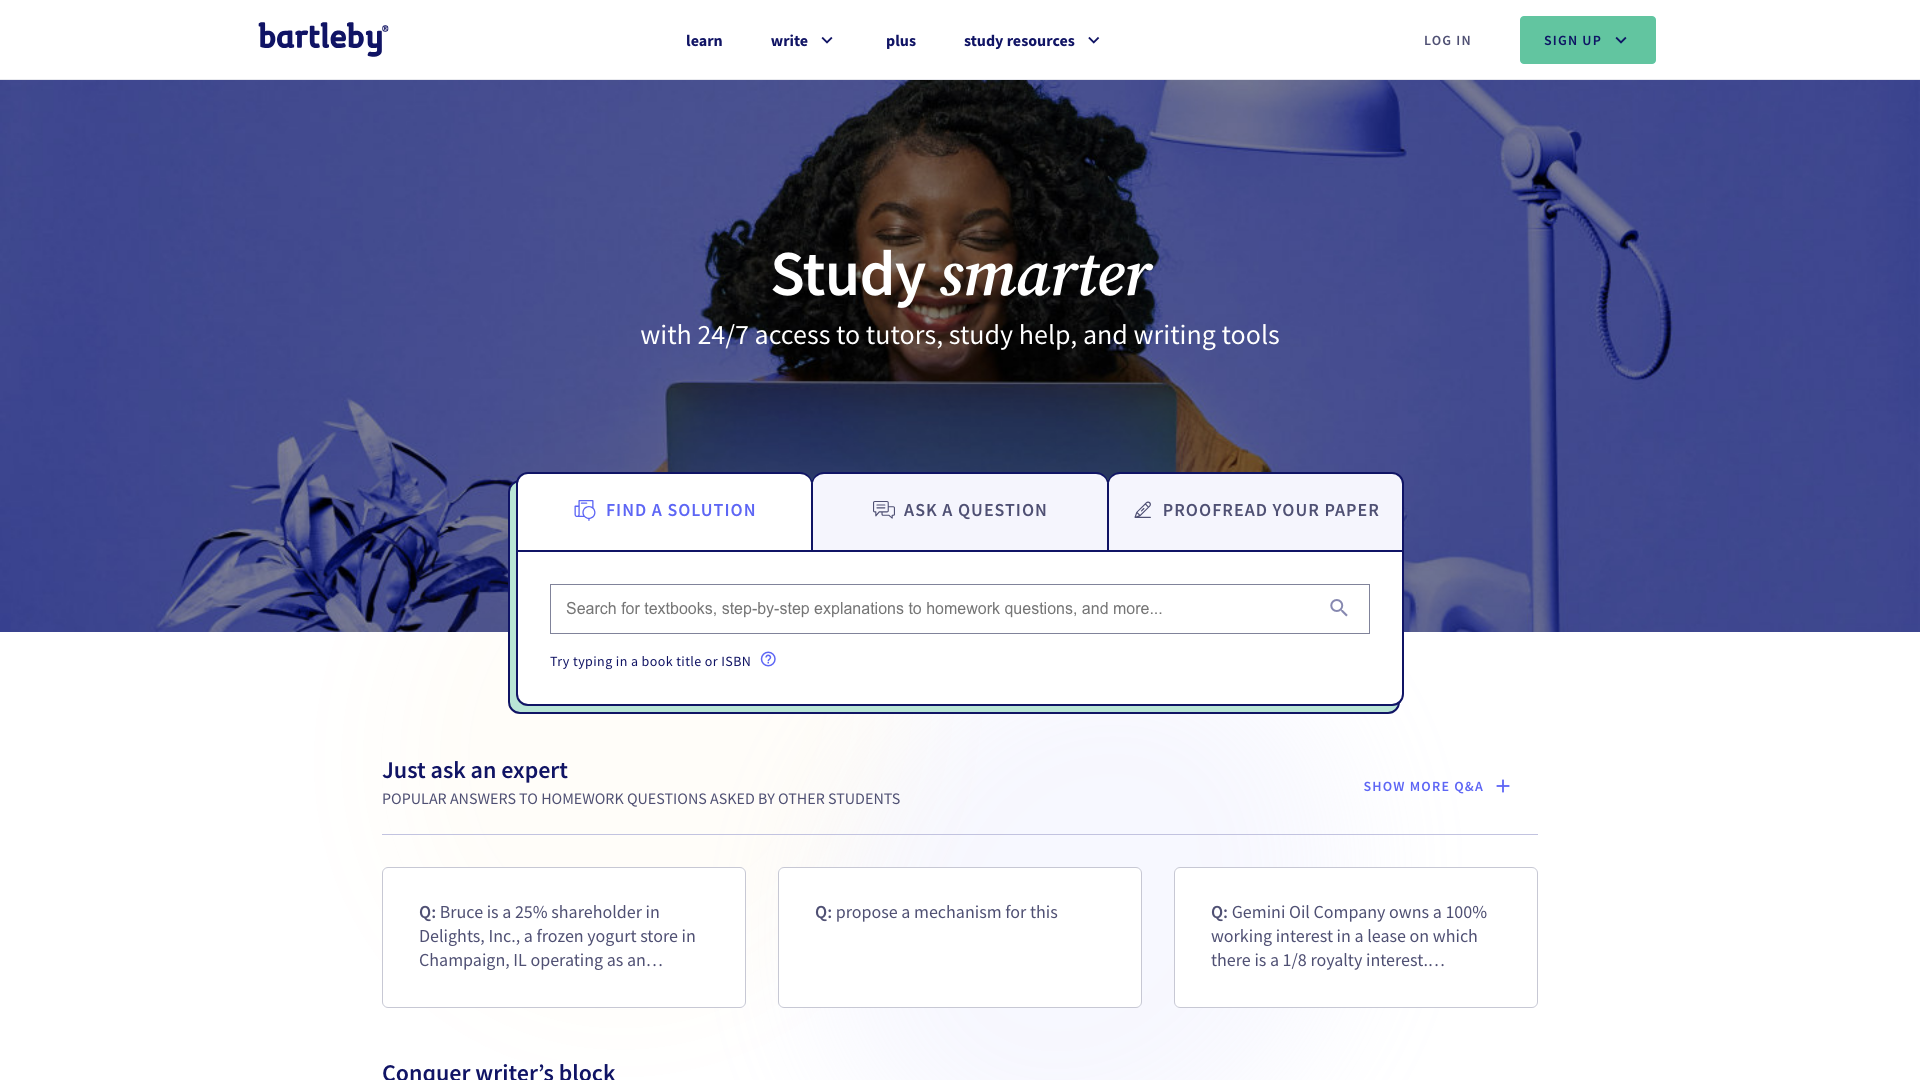 bartleby®
learn
write
plus
study resources
LOG IN
SIGN UP
Study smarter
with 24/7 access to tutors, study help, and writing tools
FIND A SOLUTION
ASK A QUESTION
PROOFREAD YOUR PAPER
Search for textbooks, step-by-step explanations to homework questions, and more...
Try typing in a book title or ISBN
Just ask an expert
POPULAR ANSWERS TO HOMEWORK QUESTIONS ASKED BY OTHER STUDENTS
SHOW MORE Q&A
Q: Bruce is a 25% shareholder in
Delights, Inc., a frozen yogurt store in
Champaign, IL operating as an…
Q: propose a mechanism for this
Q: Gemini Oil Company owns a 100%
working interest in a lease on which
there is a 1/8 royalty interest.…
Conquer writer’s block